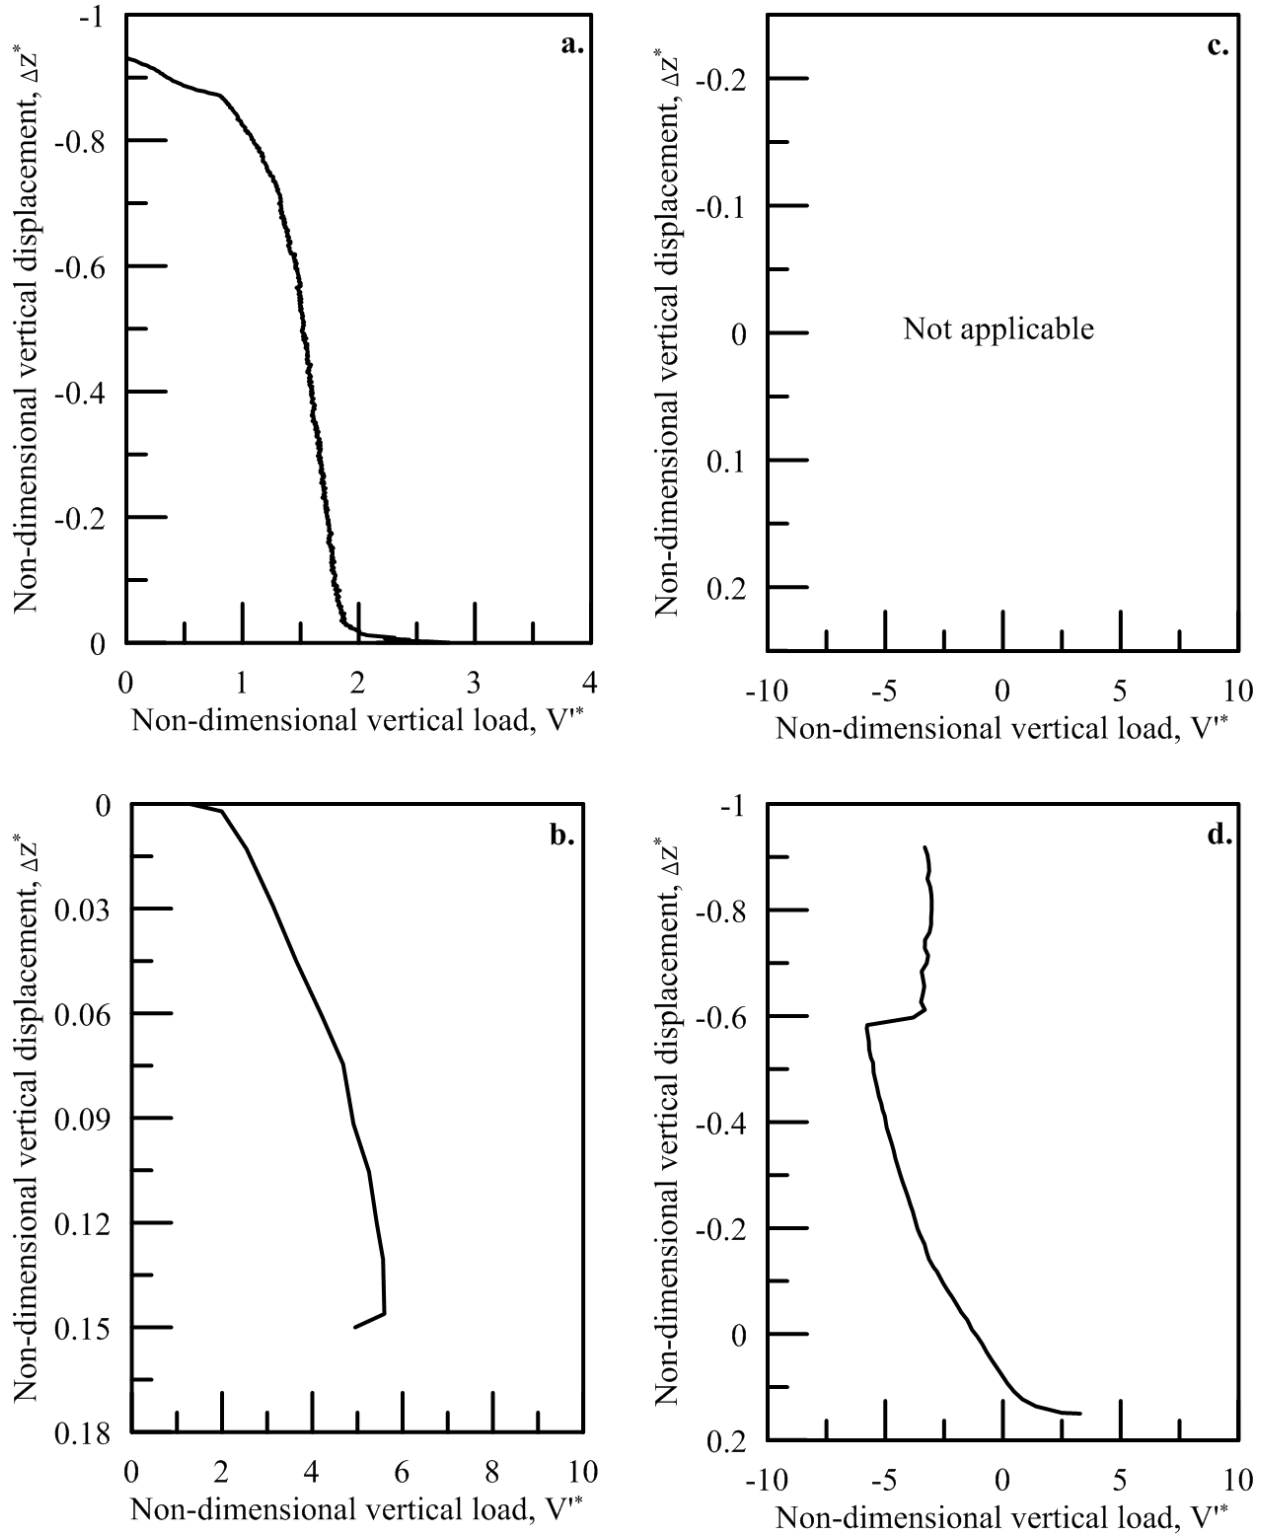 a.
Non-dimensional vertical displacement, Δz*
-1
-0.8
-0.6
-0.4
-0.2
0
0 1 2 3 4
Non-dimensional vertical load, V'*
c.
Non-dimensional vertical displacement, Δz*
-0.2
-0.1
0
0.1
0.2
Not applicable
-10 -5 0 5 10
Non-dimensional vertical load, V'*
b.
Non-dimensional vertical displacement, Δz*
0
0.03
0.06
0.09
0.12
0.15
0.18
0 2 4 6 8 10
Non-dimensional vertical load, V'*
d.
Non-dimensional vertical displacement, Δz*
-1
-0.8
-0.6
-0.4
-0.2
0
0.2
-10 -5 0 5 10
Non-dimensional vertical load, V'*